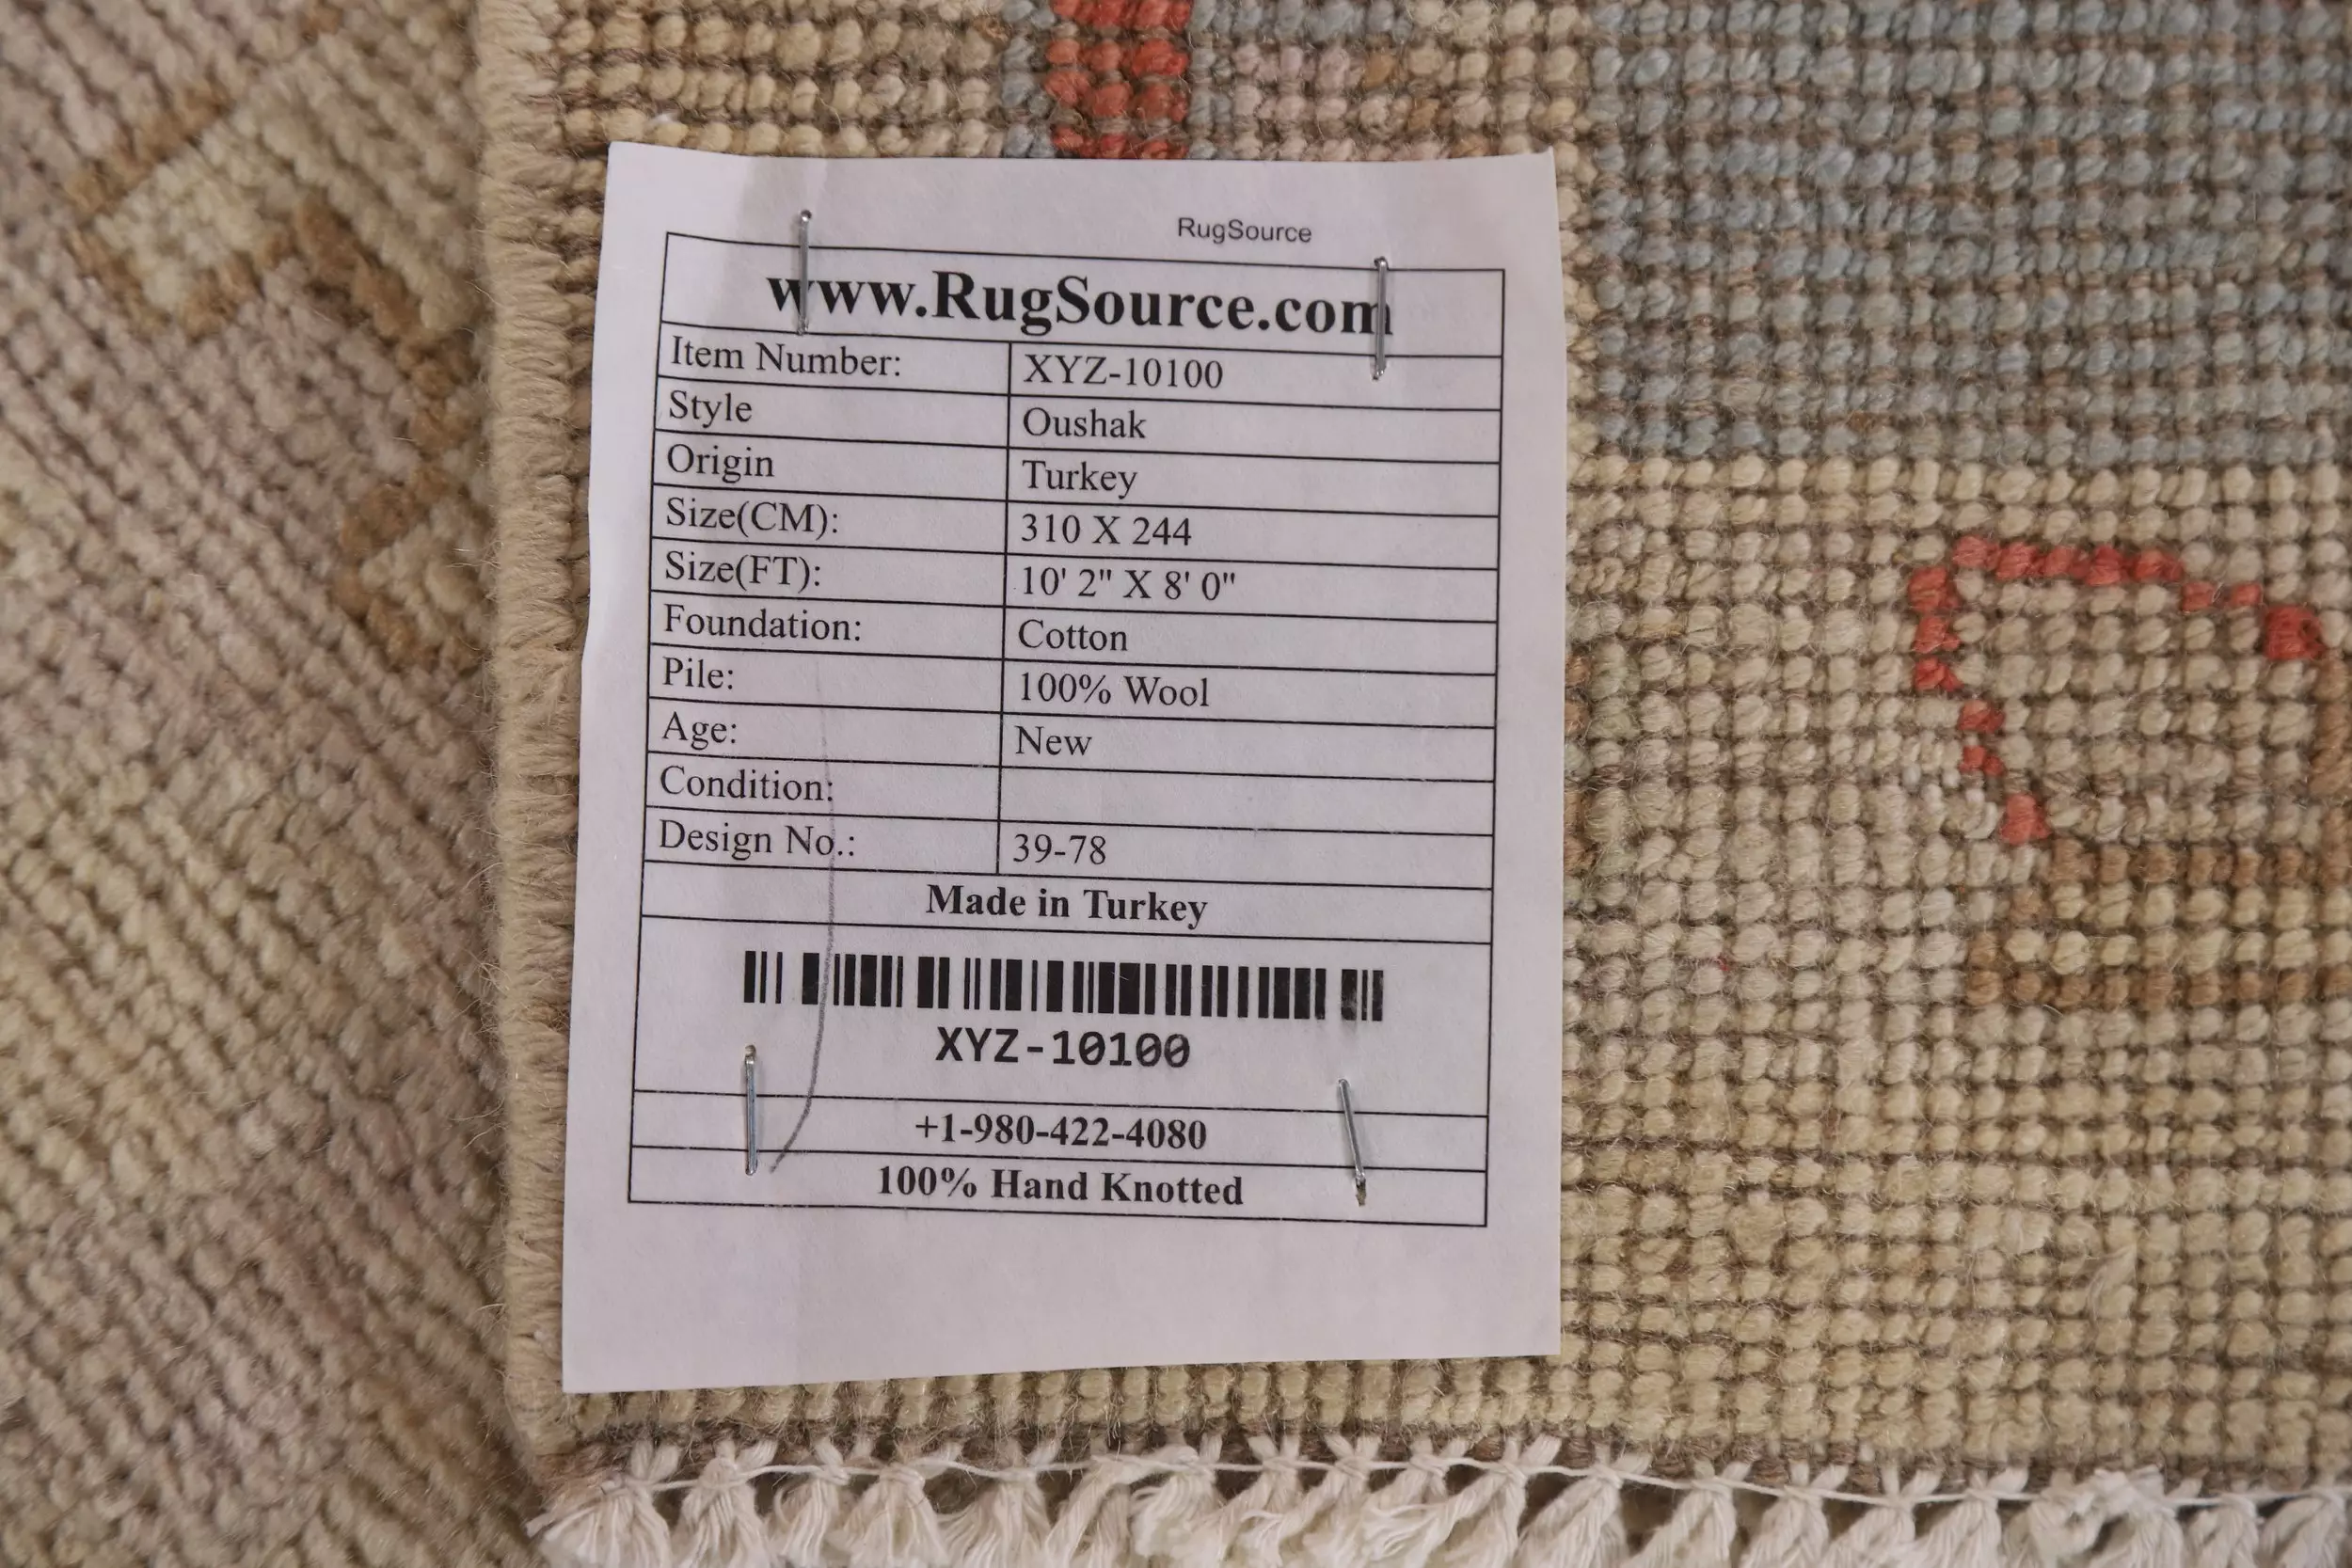 RugSource
www.RugSource.com
Item Number: XYZ-10100
Style Oushak
Origin Turkey
Size(CM): 310 X 244
Size(FT): 10' 2" X 8' 0"
Foundation: Cotton
Pile: 100% Wool
Age: New
Condition:
Design No.: 39-78
Made in Turkey
XYZ-10100
+1-980-422-4080
100% Hand Knotted